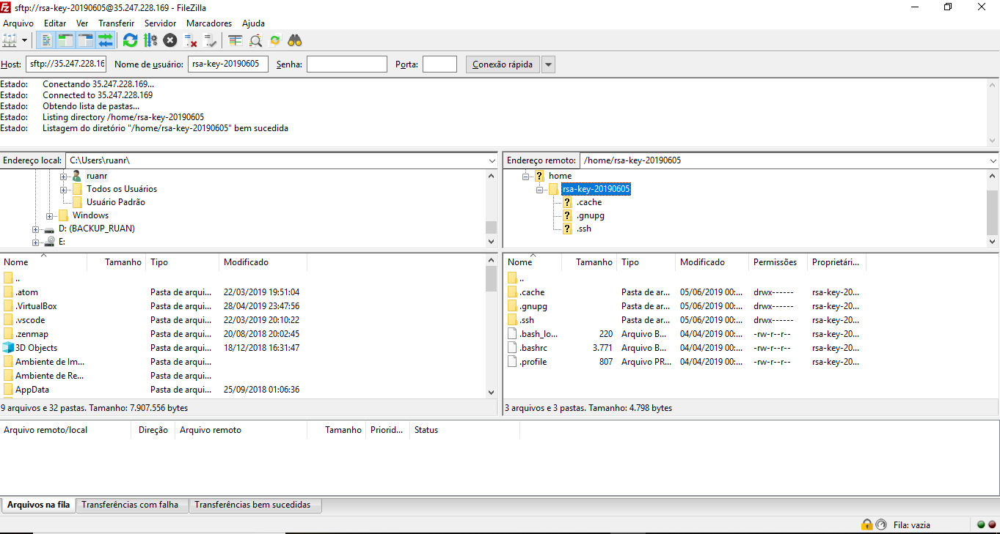 sftp://rsa-key-20190605@35.247.228.169 - FileZilla
Arquivo Editar Ver Transferir Servidor Marcadores Ajuda
Host: sftp://35.247.228.16 Nome de usuário: rsa-key-20190605 Senha: Porta: Conexão rápida
Estado: Conectando 35.247.228.169...
Estado: Connected to 35.247.228.169
Estado: Obtendo lista de pastas...
Estado: Listing directory /home/rsa-key-20190605
Estado: Listagem do diretório "/home/rsa-key-20190605" bem sucedida
Endereço local: C:\Users\ruanr\
ruanr
Todos os Usuários
Usuário Padrão
Windows
D: (BACKUP_RUAN)
E:
Endereço remoto: /home/rsa-key-20190605
? home
rsa-key-20190605
? .cache
? .gnupg
? .ssh
Nome Tamanho Tipo Modificado
..
.atom Pasta de arqui... 22/03/2019 19:51:04
.VirtualBox Pasta de arqui... 28/04/2019 23:47:56
.vscode Pasta de arqui... 22/03/2019 20:10:22
.zenmap Pasta de arqui... 20/08/2018 20:02:45
3D Objects Pasta de arqui... 18/12/2018 16:31:47
Ambiente de Im... Pasta de arqui...
Ambiente de Re... Pasta de arqui...
AppData Pasta de arqui... 25/09/2018 01:06:36
9 arquivos e 32 pastas. Tamanho: 7.907.556 bytes
Nome Tamanho Tipo Modificado Permissões Proprietári...
..
.cache Pasta de ar... 05/06/2019 00:... drwx------ rsa-key-20...
.gnupg Pasta de ar... 05/06/2019 00:... drwx------ rsa-key-20...
.ssh Pasta de ar... 05/06/2019 00:... drwx------ rsa-key-20...
.bash_lo... 220 Arquivo B... 04/04/2019 00:... -rw-r--r-- rsa-key-20...
.bashrc 3.771 Arquivo B... 04/04/2019 00:... -rw-r--r-- rsa-key-20...
.profile 807 Arquivo PR... 04/04/2019 00:... -rw-r--r-- rsa-key-20...
3 arquivos e 3 pastas. Tamanho: 4.798 bytes
Arquivo remoto/local Direção Arquivo remoto Tamanho Priorid... Status
Arquivos na fila Transferências com falha Transferências bem sucedidas
Fila: vazia